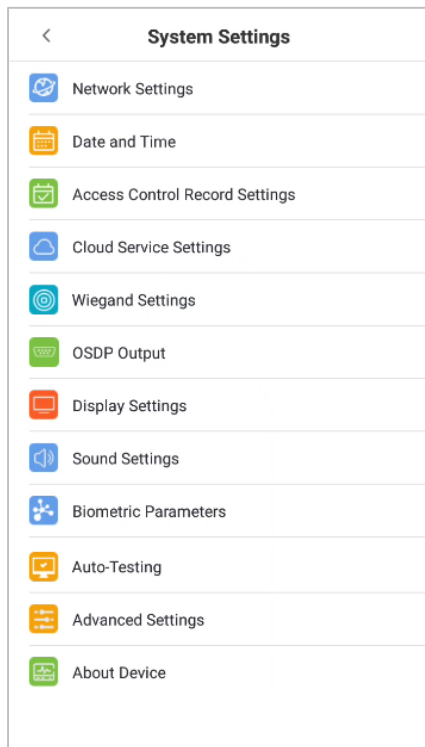 System Settings
Network Settings
Date and Time
Access Control Record Settings
Cloud Service Settings
Wiegand Settings
OSDP Output
Display Settings
Sound Settings
Biometric Parameters
Auto-Testing
Advanced Settings
About Device